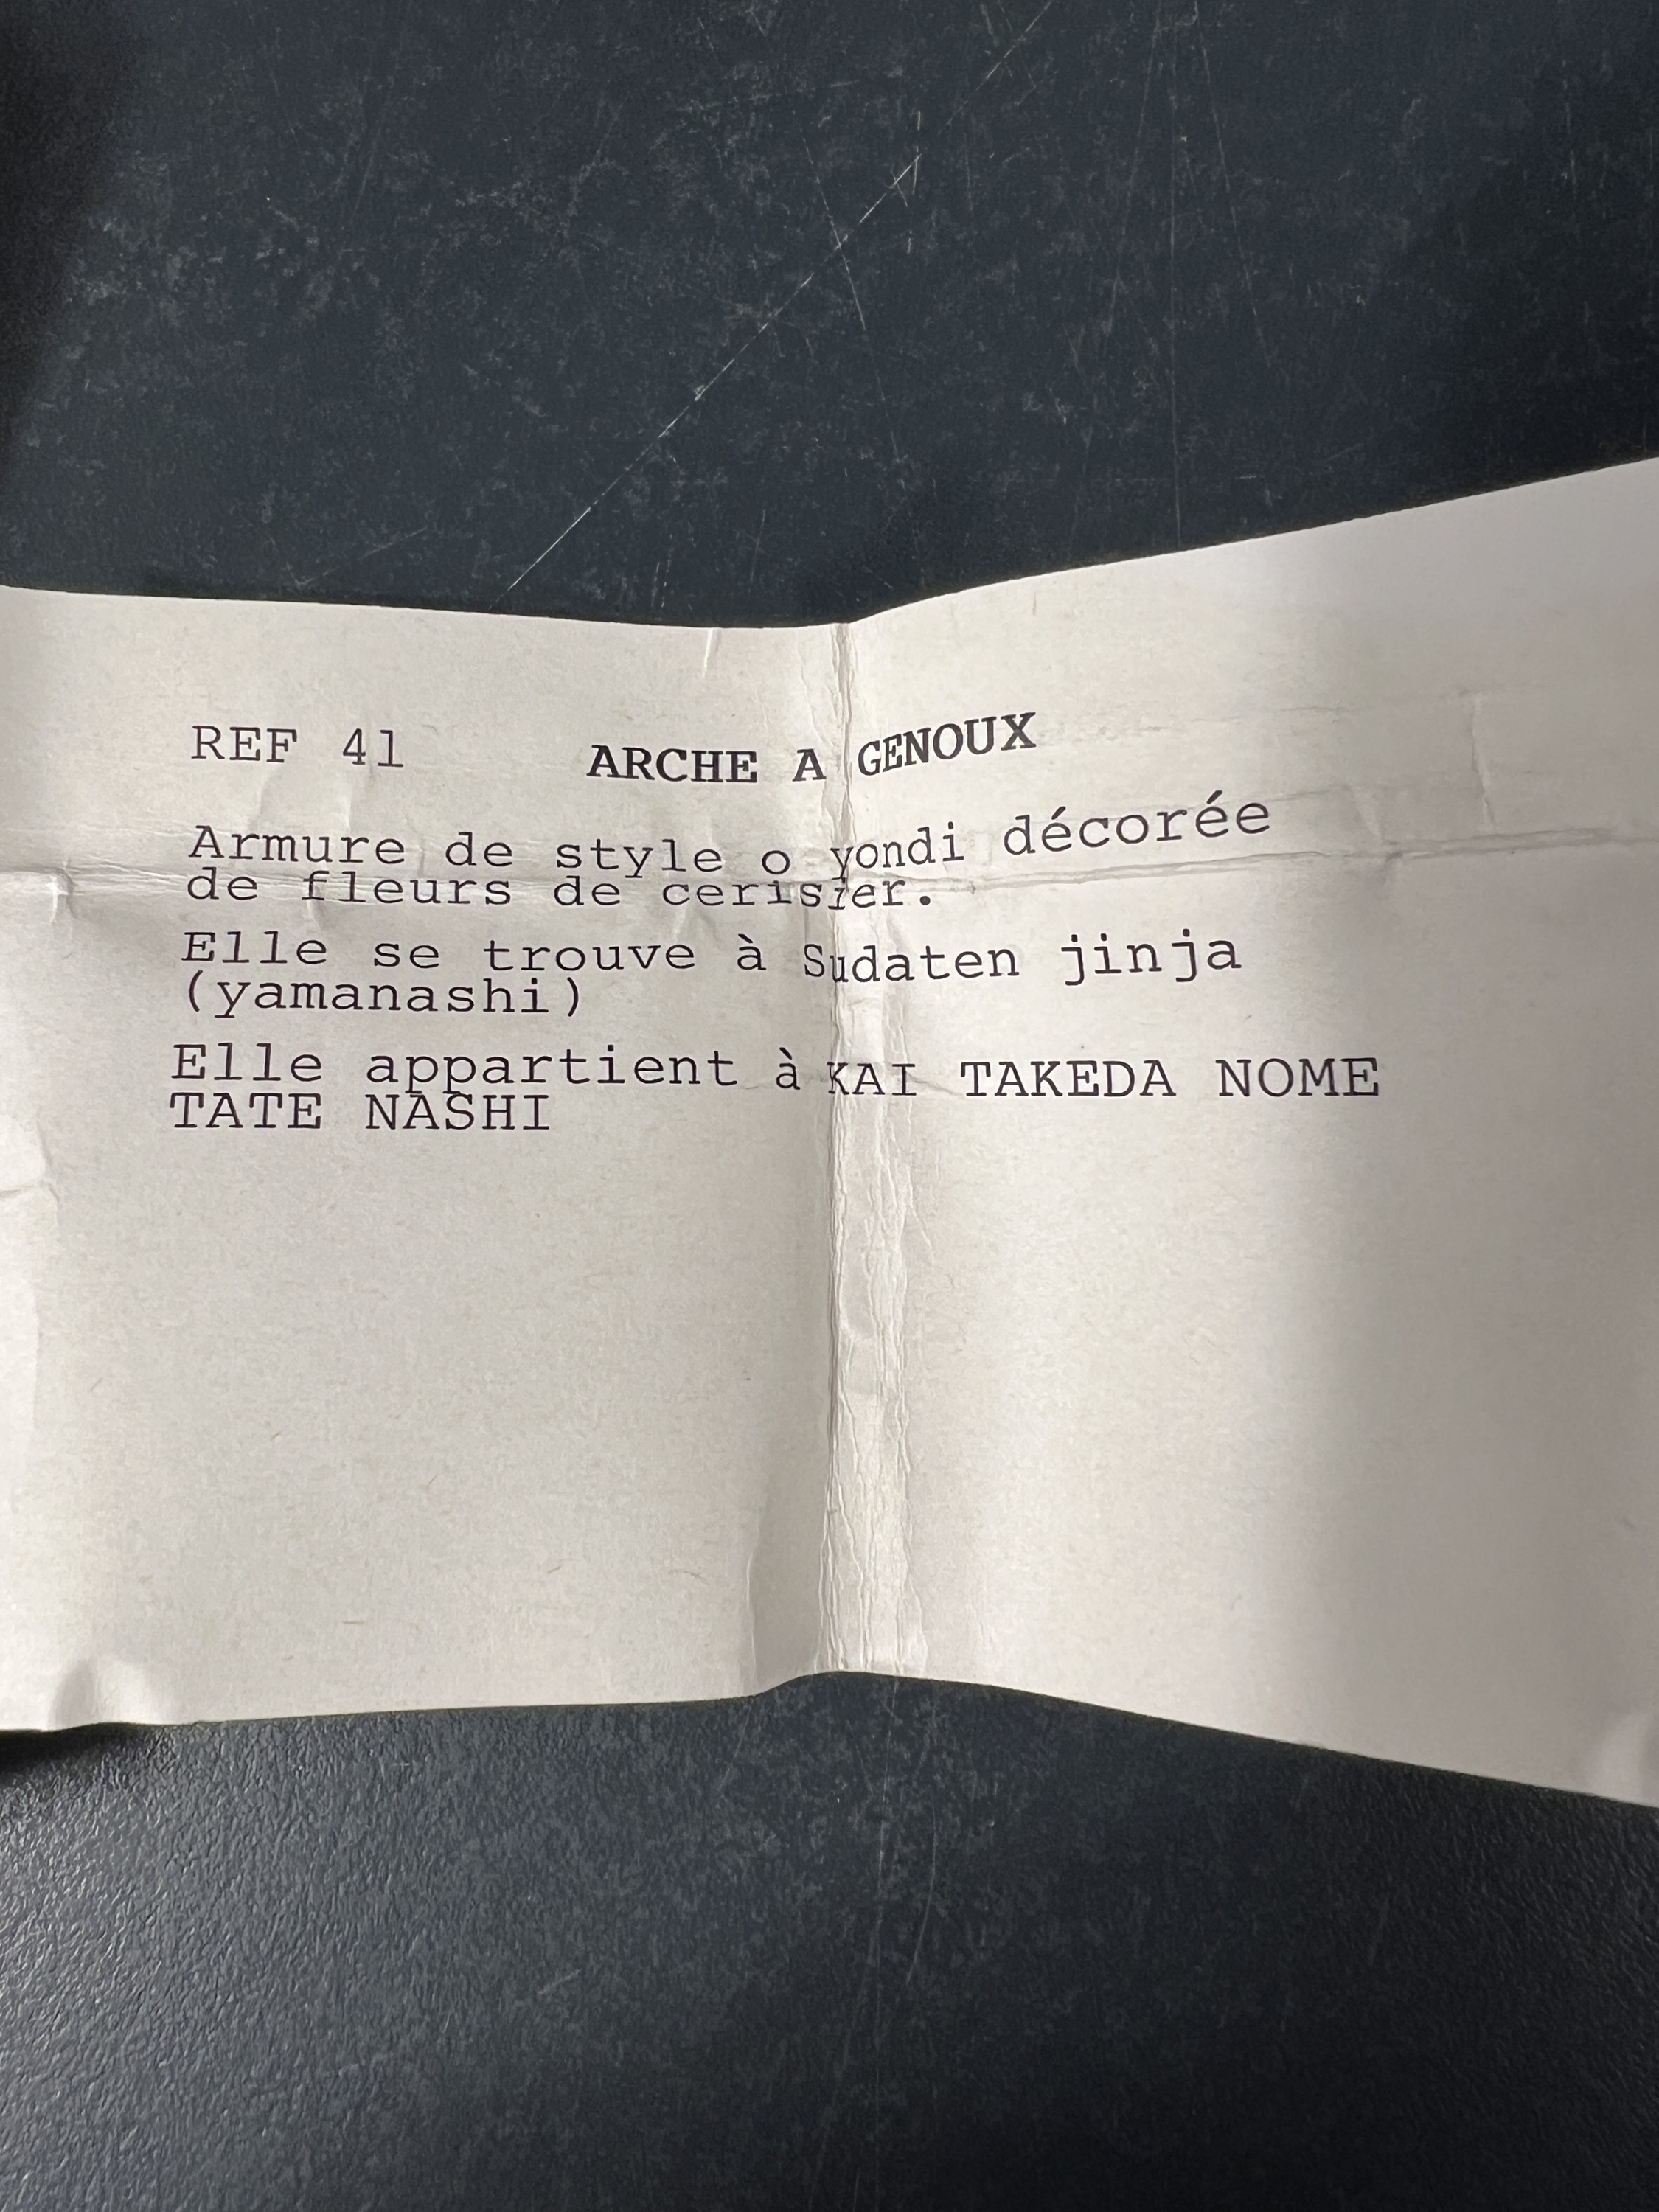 REF 41 ARCHE A GENOUX
Armure de style o yondi décorée
de fleurs de cerisier.
Elle se trouve à Sudaten jinja
(yamanashi)
Elle appartient à KAI TAKEDA NOME
TATE NASHI